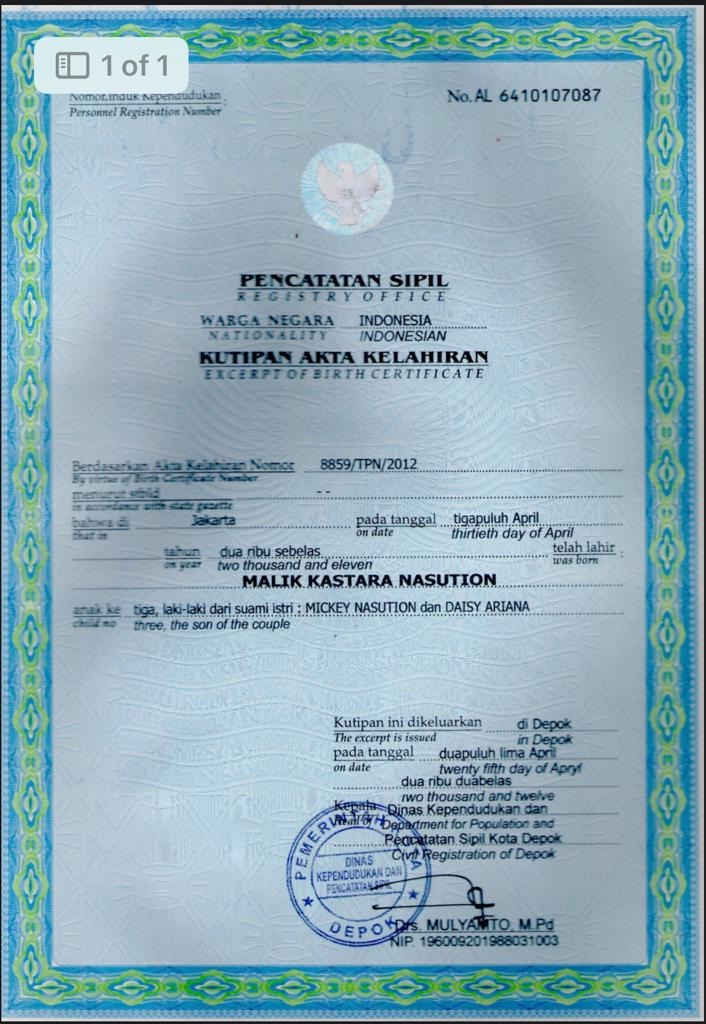 1 of 1
Nomor Induk Kependudukan :
Personnel Registration Number
No. AL 6410107087
PENCATATAN SIPIL
REGISTRY OFFICE
WARGA NEGARA INDONESIA
NATIONALITY INDONESIAN
KUTIPAN AKTA KELAHIRAN
EXCERPT OF BIRTH CERTIFICATE
Berdasarkan Akta Kelahiran Nomor 8859/TPN/2012
By virtue of Birth Certificate Number
menurut stbld - -
in accordance with state gazette
bahwa di Jakarta pada tanggal tigapuluh April
that in on date thirtieth day of April
tahun dua ribu sebelas telah lahir :
on year two thousand and eleven was born
MALIK KASTARA NASUTION
anak ke tiga, laki-laki dari suami istri : MICKEY NASUTION dan DAISY ARIANA
child no three, the son of the couple
Kutipan ini dikeluarkan di Depok
The excerpt is issued in Depok
pada tanggal duapuluh lima April
on date twenty fifth day of Apryl
dua ribu duabelas
two thousand and twelve
Kepala Dinas Kependudukan dan
Head of Department for Population and
Pencatatan Sipil Kota Depok
Civil Registration of Depok
PEMERINTAH KOTA
DINAS
KEPENDUDUKAN DAN
PENCATATAN SIPIL
DEPOK
Drs. MULYAMTO, M.Pd
NIP. 196009201988031003